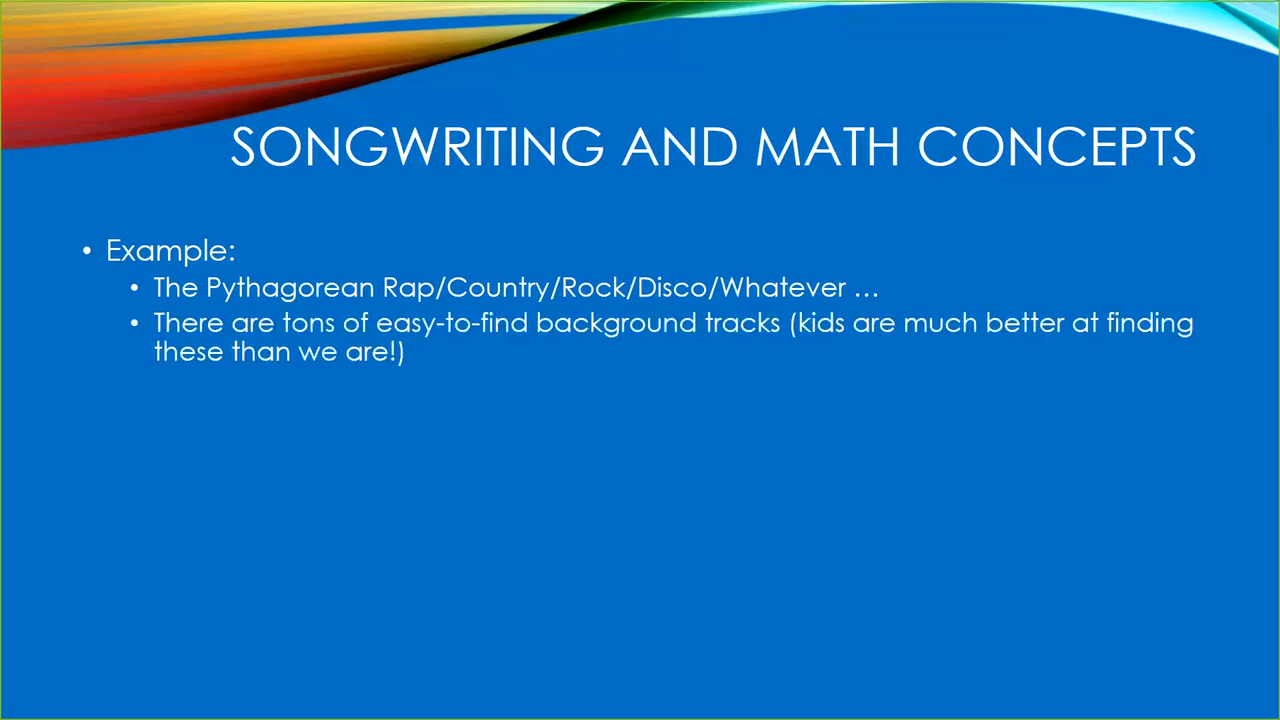 SONGWRITING AND MATH CONCEPTS
• Example:
• The Pythagorean Rap/Country/Rock/Disco/Whatever …
• There are tons of easy-to-find background tracks (kids are much better at finding
these than we are!)